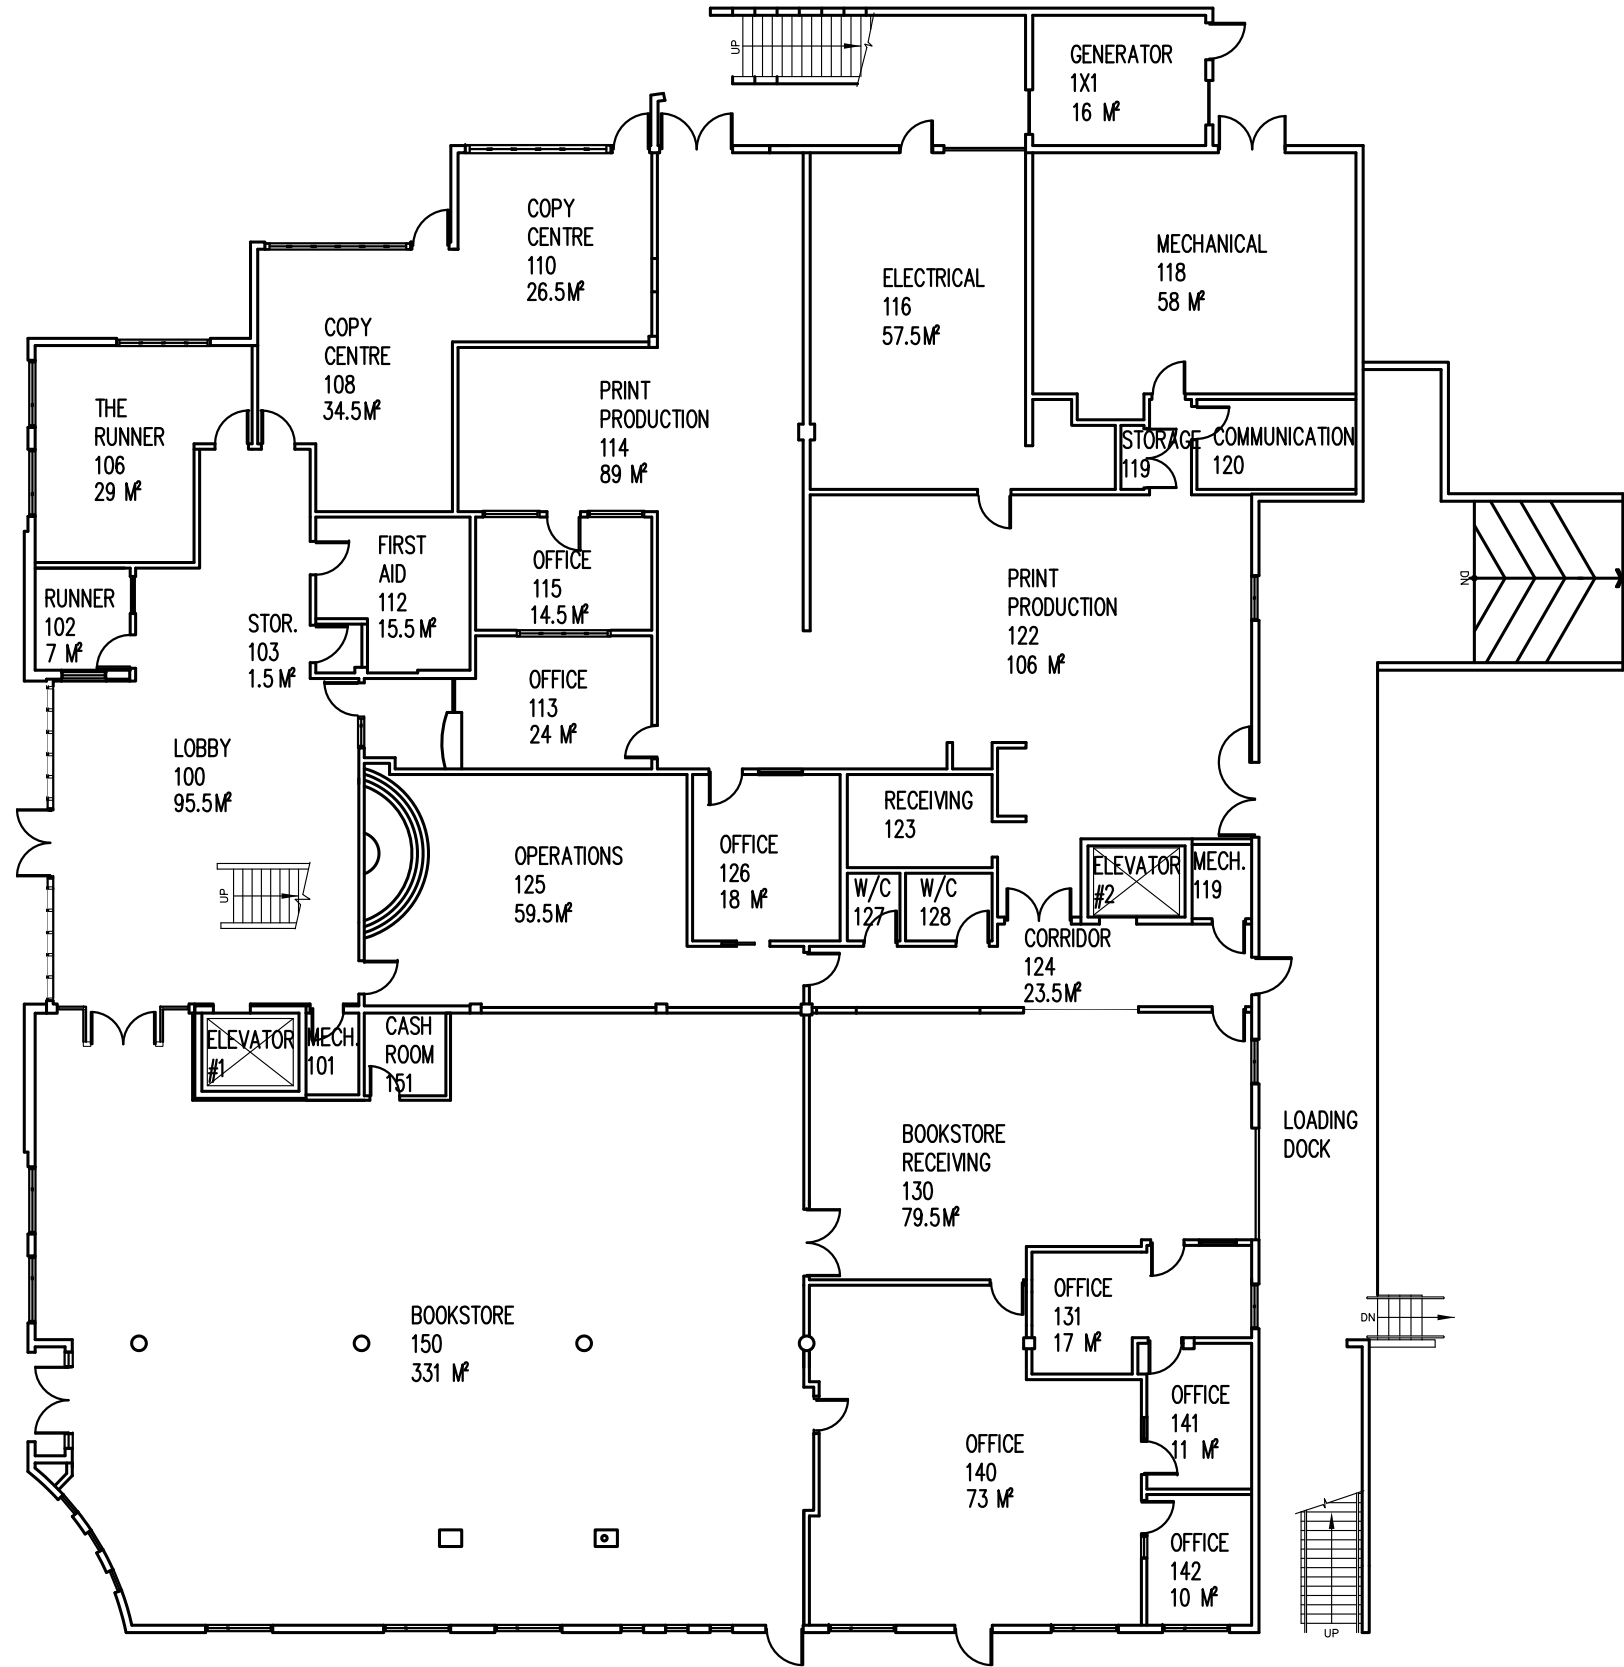 UP
GENERATOR
1X1
16 M²
COPY
CENTRE
110
26.5M²
ELECTRICAL
116
57.5M²
MECHANICAL
118
58 M²
COPY
CENTRE
108
34.5M²
THE
RUNNER
106
29 M²
PRINT
PRODUCTION
114
89 M²
STORAGE
119
COMMUNICATION
120
FIRST
AID
112
15.5M²
OFFICE
115
14.5M²
PRINT
PRODUCTION
122
106 M²
DN
RUNNER
102
7 M²
STOR.
103
1.5M²
OFFICE
113
24 M²
LOBBY
100
95.5M²
RECEIVING
123
OPERATIONS
125
59.5M²
OFFICE
126
18 M²
W/C
127
W/C
128
ELEVATOR
#2
MECH.
119
UP
CORRIDOR
124
23.5M²
ELEVATOR
#1
MECH.
101
CASH
ROOM
151
BOOKSTORE
RECEIVING
130
79.5M²
LOADING
DOCK
OFFICE
131
17 M²
DN
BOOKSTORE
150
331 M²
OFFICE
141
11 M²
OFFICE
140
73 M²
OFFICE
142
10 M²
UP